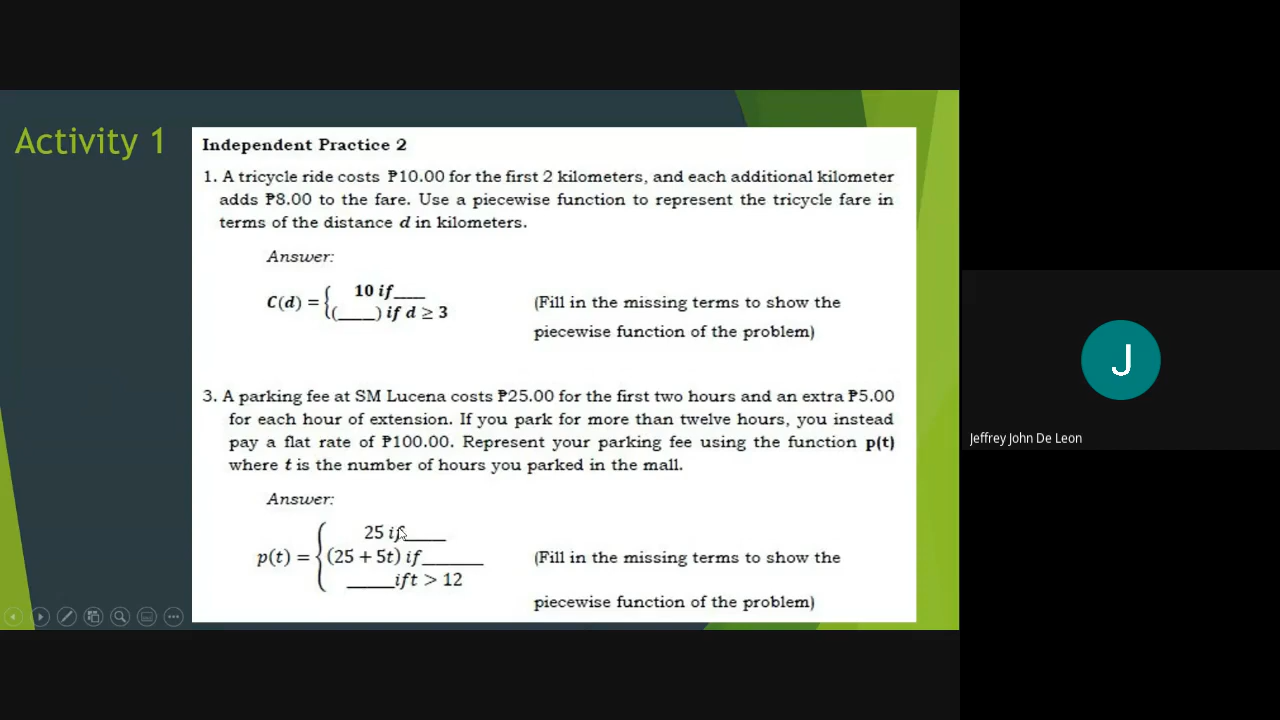 Activity 1
Independent Practice 2
1. A tricycle ride costs ₱10.00 for the first 2 kilometers, and each additional kilometer
adds ₱8.00 to the fare. Use a piecewise function to represent the tricycle fare in
terms of the distance d in kilometers.
Answer:
C(d) = { 10 if____
(____) if d ≥ 3
(Fill in the missing terms to show the
piecewise function of the problem)
3. A parking fee at SM Lucena costs ₱25.00 for the first two hours and an extra ₱5.00
for each hour of extension. If you park for more than twelve hours, you instead
pay a flat rate of ₱100.00. Represent your parking fee using the function p(t)
where t is the number of hours you parked in the mall.
Answer:
25 if_____
p(t) = { (25 + 5t) if_______
_____ift > 12
(Fill in the missing terms to show the
piecewise function of the problem)
J
Jeffrey John De Leon